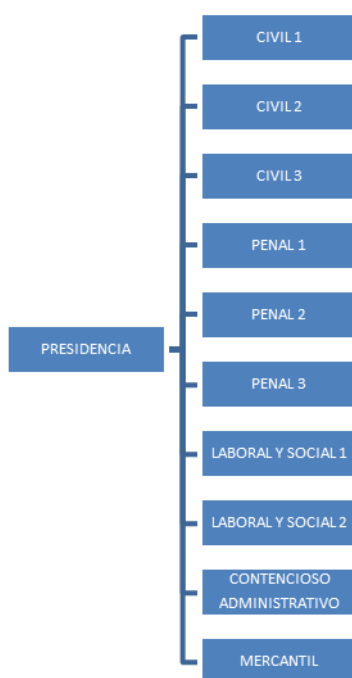 CIVIL 1
CIVIL 2
CIVIL 3
PENAL 1
PENAL 2
PRESIDENCIA
PENAL 3
LABORAL Y SOCIAL 1
LABORAL Y SOCIAL 2
CONTENCIOSO
ADMINISTRATIVO
MERCANTIL